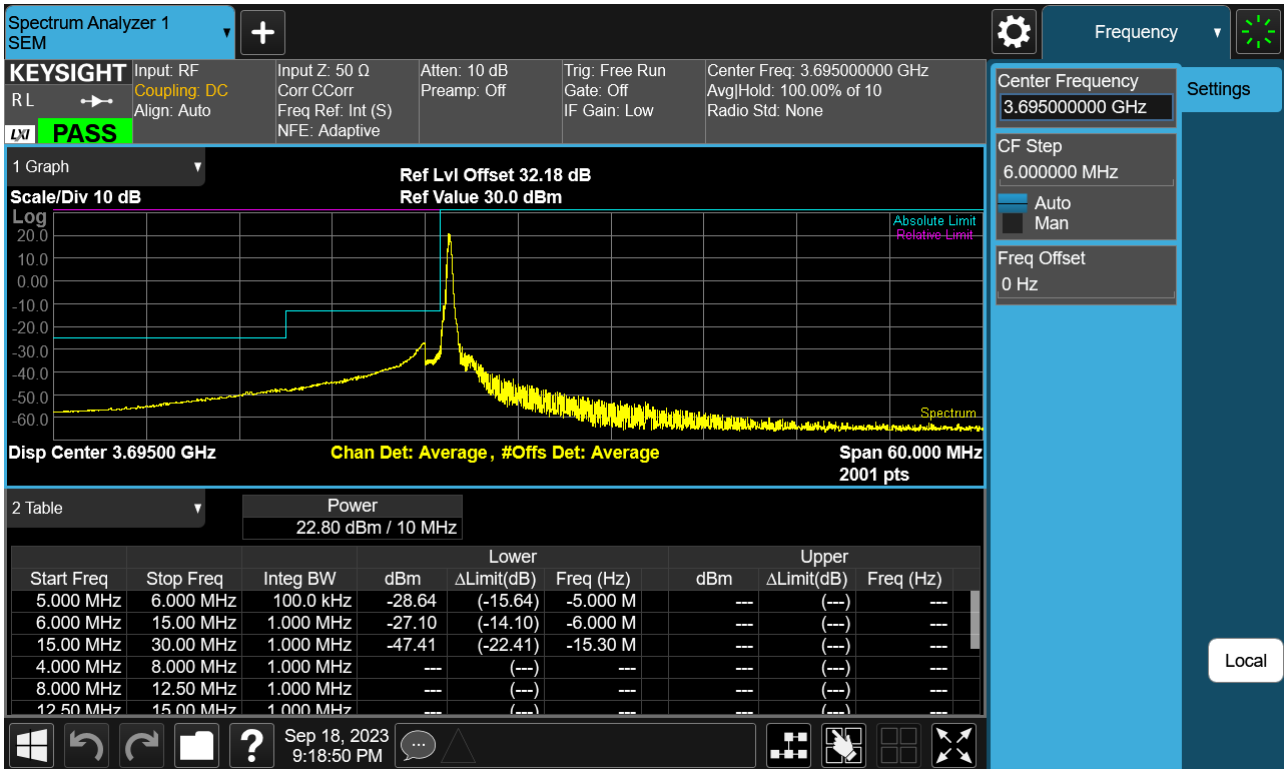 Spectrum Analyzer 1
SEM
Frequency
KEYSIGHT
R L
LXI PASS
Input: RF
Coupling: DC
Align: Auto
Input Z: 50 Ω
Corr CCorr
Freq Ref: Int (S)
NFE: Adaptive
Atten: 10 dB
Preamp: Off
Trig: Free Run
Gate: Off
IF Gain: Low
Center Freq: 3.695000000 GHz
Avg|Hold: 100.00% of 10
Radio Std: None
Center Frequency
3.695000000 GHz
Settings
CF Step
6.000000 MHz
Auto
Man
Freq Offset
0 Hz
1 Graph
Scale/Div 10 dB
Ref Lvl Offset 32.18 dB
Ref Value 30.0 dBm
Log
20.0
10.0
0.00
-10.0
-20.0
-30.0
-40.0
-50.0
-60.0
Absolute Limit
Relative Limit
Spectrum
Disp Center 3.69500 GHz
Chan Det: Average, #Offs Det: Average
Span 60.000 MHz
2001 pts
2 Table
Power
22.80 dBm / 10 MHz
Lower Upper
Start Freq Stop Freq Integ BW dBm ΔLimit(dB) Freq (Hz) dBm ΔLimit(dB) Freq (Hz)
5.000 MHz 6.000 MHz 100.0 kHz -28.64 (-15.64) -5.000 M --- (---) ---
6.000 MHz 15.00 MHz 1.000 MHz -27.10 (-14.10) -6.000 M --- (---) ---
15.00 MHz 30.00 MHz 1.000 MHz -47.41 (-22.41) -15.30 M --- (---) ---
4.000 MHz 8.000 MHz 1.000 MHz --- (---) --- --- (---) ---
8.000 MHz 12.50 MHz 1.000 MHz --- (---) --- --- (---) ---
12.50 MHz 15.00 MHz 1.000 MHz --- (---) --- --- (---) ---
Local
?
Sep 18, 2023
9:18:50 PM